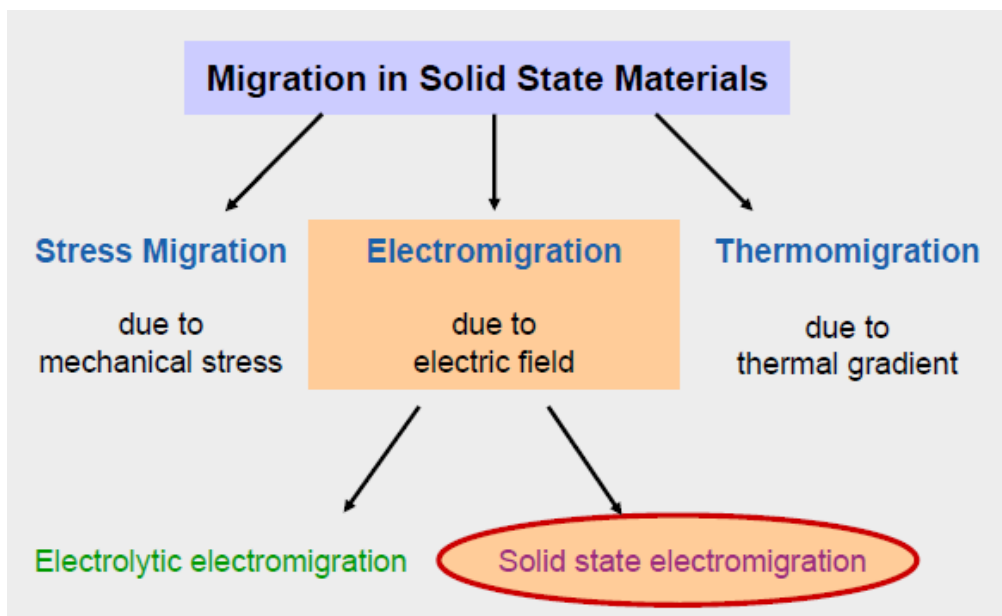 Migration in Solid State Materials
Stress Migration
due to
mechanical stress
Electromigration
due to
electric field
Thermomigration
due to
thermal gradient
Electrolytic electromigration
Solid state electromigration